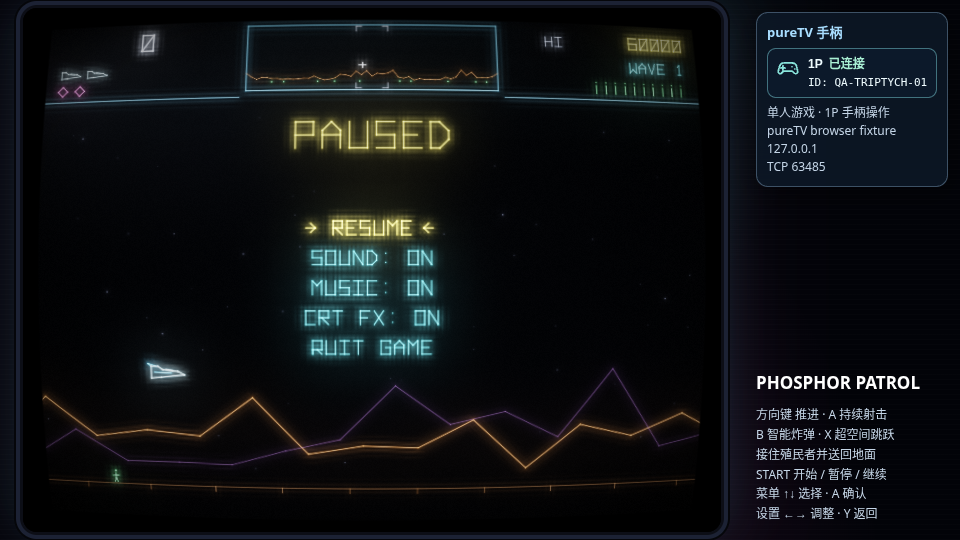 0
HI
60000
WAVE 1
PAUSED
→ RESUME ←
SOUND: ON
MUSIC: ON
CRT FX: ON
RUIT GAME
pureTV 手柄
1P 已连接
ID: QA-TRIPTYCH-01
单人游戏 · 1P 手柄操作
pureTV browser fixture
127.0.0.1
TCP 63485
PHOSPHOR PATROL
方向键 推进 · A 持续射击
B 智能炸弹 · X 超空间跳跃
接住殖民者并送回地面
START 开始 / 暂停 / 继续
菜单 ↑↓ 选择 · A 确认
设置 ←→ 调整 · Y 返回